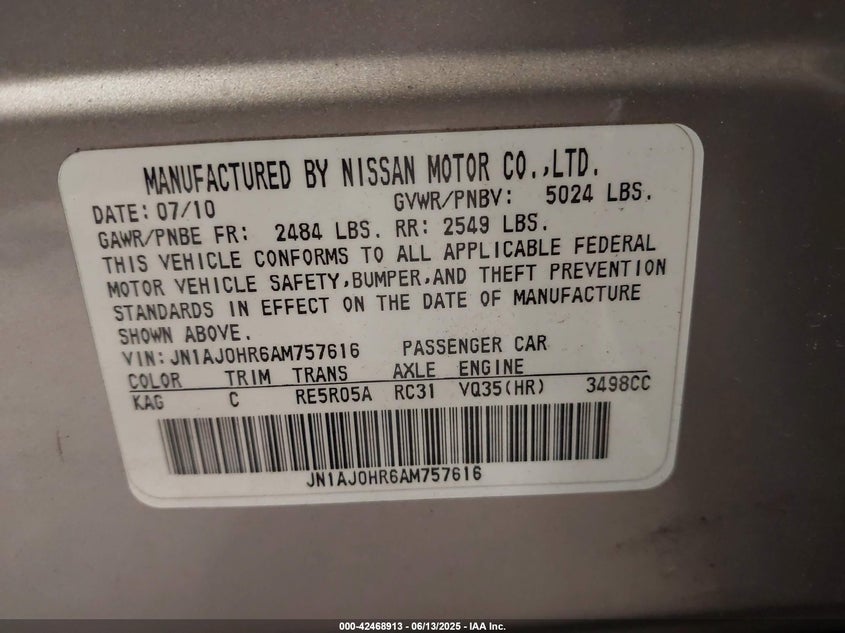 MANUFACTURED BY NISSAN MOTOR CO.,LTD.
DATE: 07/10 GVWR/PNBV: 5024 LBS.
GAWR/PNBE FR: 2484 LBS. RR: 2549 LBS.
THIS VEHICLE CONFORMS TO ALL APPLICABLE FEDERAL
MOTOR VEHICLE SAFETY,BUMPER,AND THEFT PREVENTION
STANDARDS IN EFFECT ON THE DATE OF MANUFACTURE
SHOWN ABOVE.
VIN: JN1AJ0HR6AM757616 PASSENGER CAR
COLOR TRIM TRANS AXLE ENGINE
KAG C RE5R05A RC31 VQ35(HR) 3498CC
JN1AJ0HR6AM757616
000-42468913 - 06/13/2025 - IAA Inc.